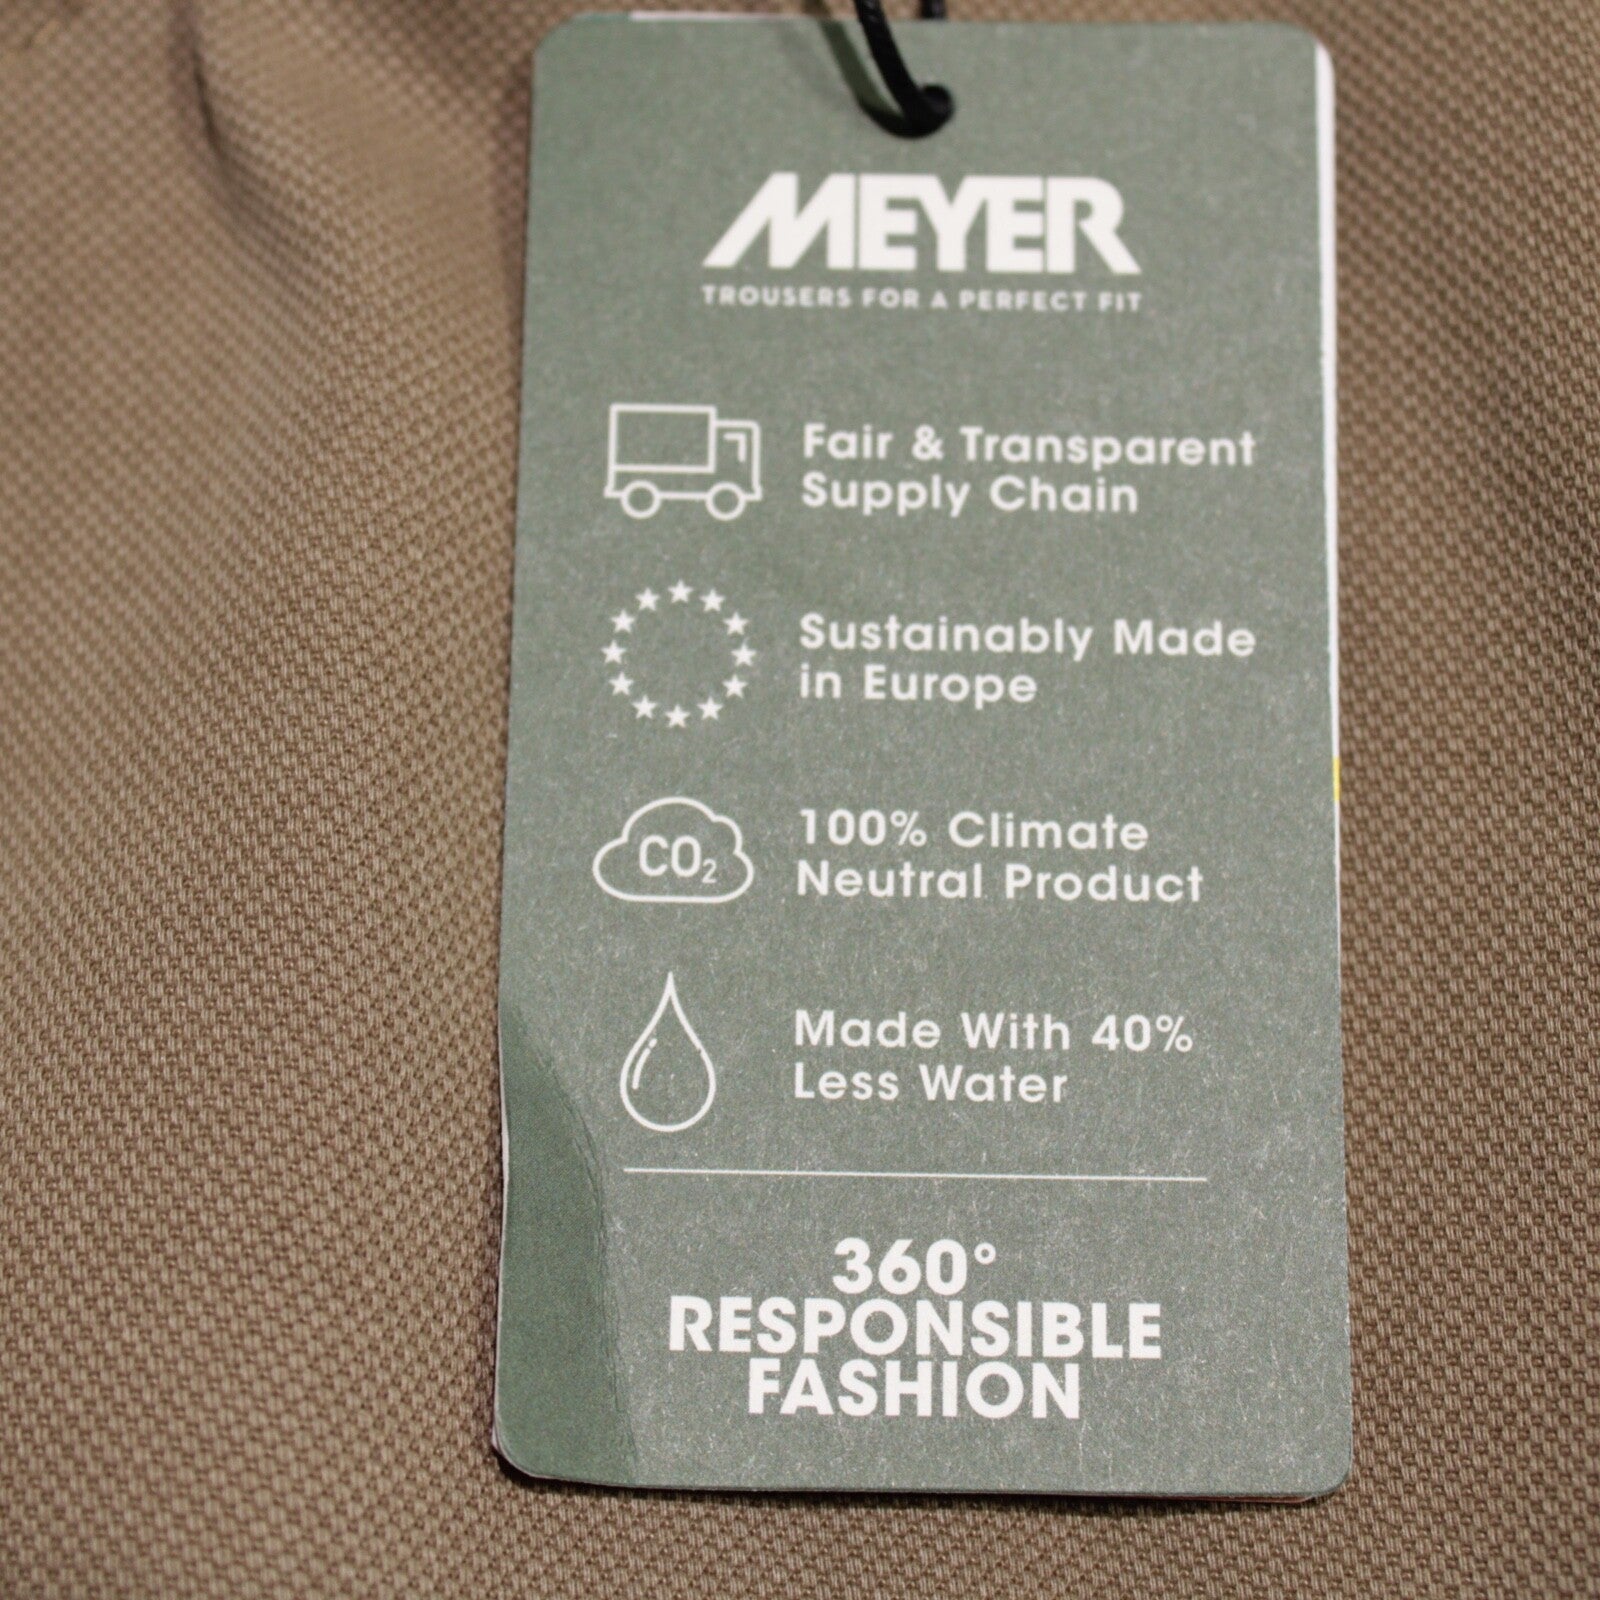 MEYER
TROUSERS FOR A PERFECT FIT
Fair & Transparent
Supply Chain
Sustainably Made
in Europe
CO₂
100% Climate
Neutral Product
Made With 40%
Less Water
360°
RESPONSIBLE
FASHION